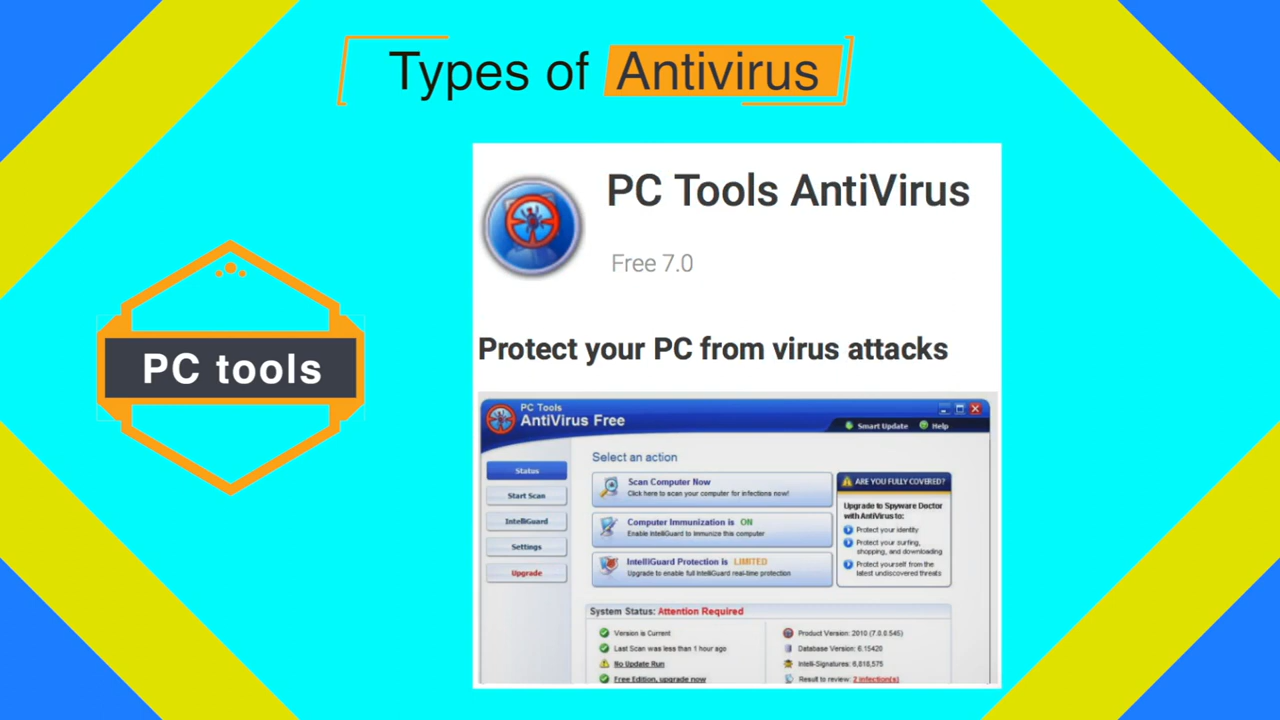 Types of Antivirus
PC Tools AntiVirus
Free 7.0
PC tools
Protect your PC from virus attacks
PC Tools
AntiVirus Free
Smart Update Help
Status
Start Scan
IntelliGuard
Settings
Upgrade
Select an action
Scan Computer Now
Click here to scan your computer for infections now!
Computer Immunization is ON
Enable IntelliGuard to immunize this computer
IntelliGuard Protection is LIMITED
Upgrade to enable full IntelliGuard real-time protection
ARE YOU FULLY COVERED?
Upgrade to Spyware Doctor
with AntiVirus to:
Protect your identity
Protect your surfing,
shopping, and downloading
Protect yourself from the
latest undiscovered threats
System Status: Attention Required
Version is Current
Last Scan was less than 1 hour ago
No Update Run
Free Edition, upgrade now
Product Version: 2010 (7.0.0.545)
Database Version: 6.15420
Intelli-Signatures: 6,818,575
Result to review: 2 infection(s)